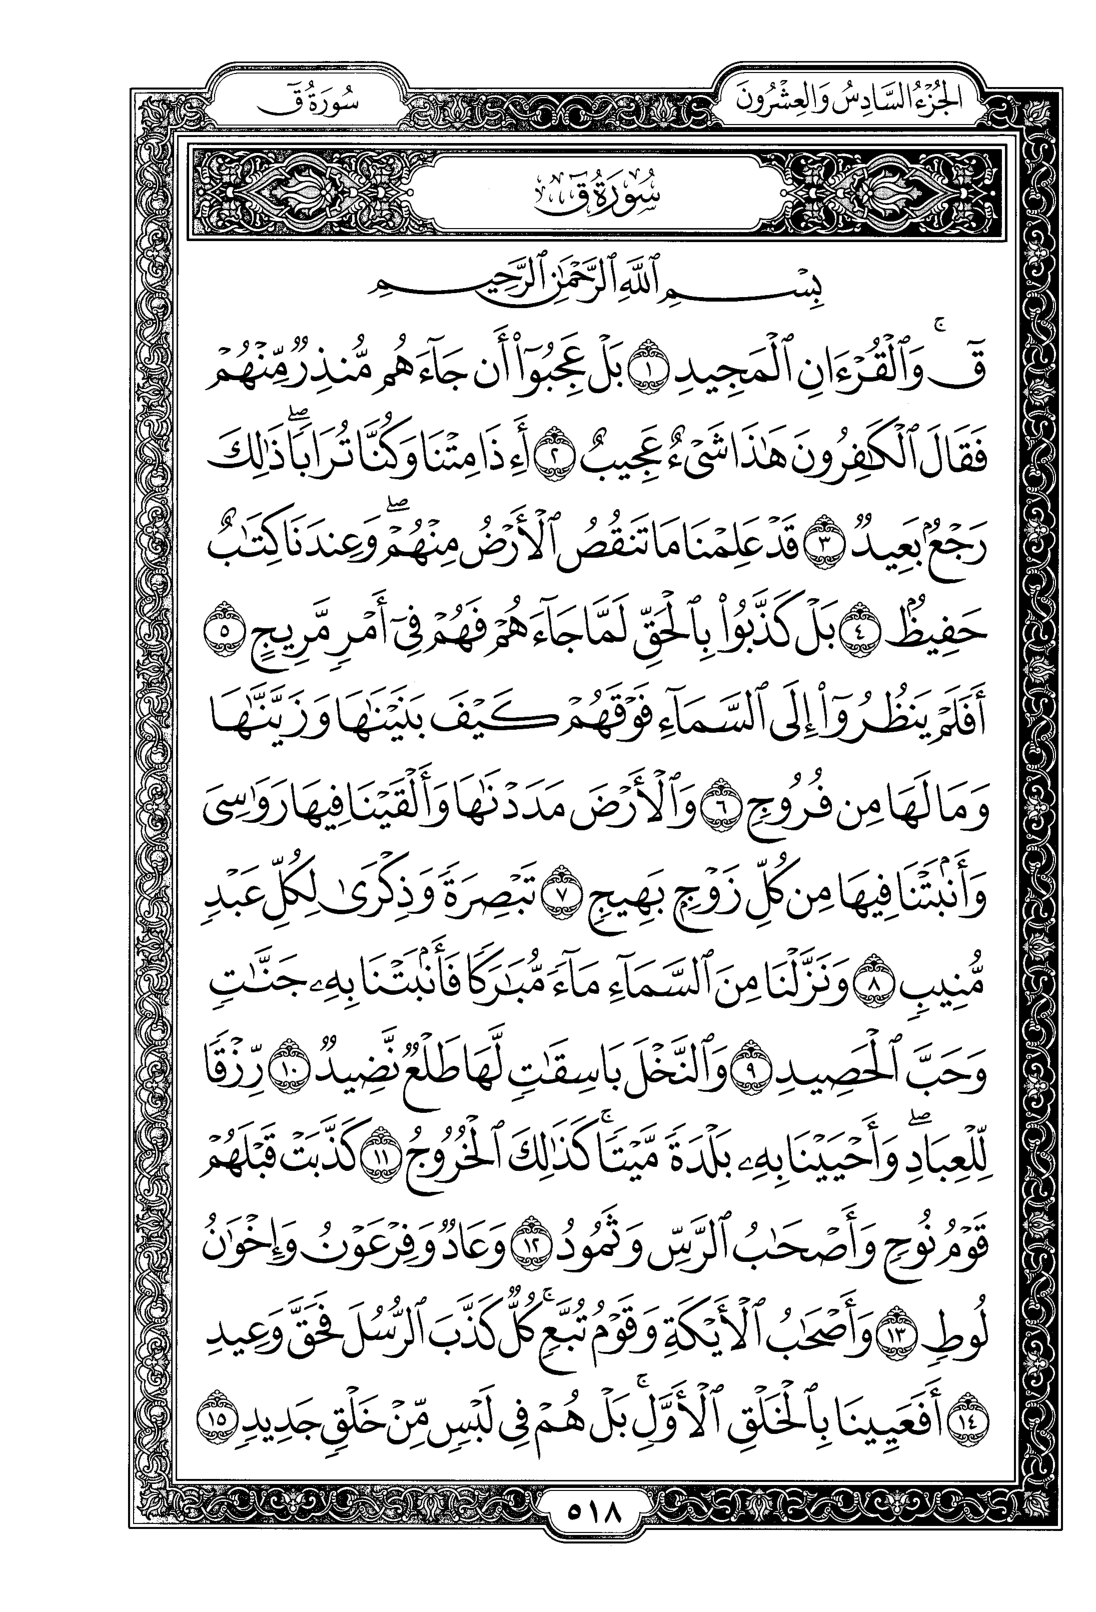 الجُزْءُ السَّادِسُ وَالعِشْرُونَ
سُورَةُ قٓ
سُورَةُ قٓ
بِسْمِ ٱللَّهِ ٱلرَّحْمَٰنِ ٱلرَّحِيمِ
قٓۚ وَٱلْقُرْءَانِ ٱلْمَجِيدِ ١ بَلْ عَجِبُوٓا۟ أَن جَآءَهُم مُّنذِرٌ مِّنْهُمْ
فَقَالَ ٱلْكَٰفِرُونَ هَٰذَا شَىْءٌ عَجِيبٌ ٢ أَءِذَا مِتْنَا وَكُنَّا تُرَابًاۖ ذَٰلِكَ
رَجْعٌۢ بَعِيدٌ ٣ قَدْ عَلِمْنَا مَا تَنقُصُ ٱلْأَرْضُ مِنْهُمْۖ وَعِندَنَا كِتَٰبٌ
حَفِيظٌۢ ٤ بَلْ كَذَّبُوا۟ بِٱلْحَقِّ لَمَّا جَآءَهُمْ فَهُمْ فِىٓ أَمْرٍ مَّرِيجٍ ٥
أَفَلَمْ يَنظُرُوٓا۟ إِلَى ٱلسَّمَآءِ فَوْقَهُمْ كَيْفَ بَنَيْنَٰهَا وَزَيَّنَّٰهَا
وَمَا لَهَا مِن فُرُوجٍ ٦ وَٱلْأَرْضَ مَدَدْنَٰهَا وَأَلْقَيْنَا فِيهَا رَوَٰسِىَ
وَأَنۢبَتْنَا فِيهَا مِن كُلِّ زَوْجٍۭ بَهِيجٍ ٧ تَبْصِرَةً وَذِكْرَىٰ لِكُلِّ عَبْدٍ
مُّنِيبٍ ٨ وَنَزَّلْنَا مِنَ ٱلسَّمَآءِ مَآءً مُّبَٰرَكًا فَأَنۢبَتْنَا بِهِۦ جَنَّٰتٍ
وَحَبَّ ٱلْحَصِيدِ ٩ وَٱلنَّخْلَ بَاسِقَٰتٍ لَّهَا طَلْعٌ نَّضِيدٌ ١٠ رِّزْقًا
لِّلْعِبَادِۖ وَأَحْيَيْنَا بِهِۦ بَلْدَةً مَّيْتًاۚ كَذَٰلِكَ ٱلْخُرُوجُ ١١ كَذَّبَتْ قَبْلَهُمْ
قَوْمُ نُوحٍ وَأَصْحَٰبُ ٱلرَّسِّ وَثَمُودُ ١٢ وَعَادٌ وَفِرْعَوْنُ وَإِخْوَٰنُ
لُوطٍ ١٣ وَأَصْحَٰبُ ٱلْأَيْكَةِ وَقَوْمُ تُبَّعٍۚ كُلٌّ كَذَّبَ ٱلرُّسُلَ فَحَقَّ وَعِيدِ
١٤ أَفَعَيِينَا بِٱلْخَلْقِ ٱلْأَوَّلِۚ بَلْ هُمْ فِى لَبْسٍ مِّنْ خَلْقٍ جَدِيدٍ ١٥
٥١٨